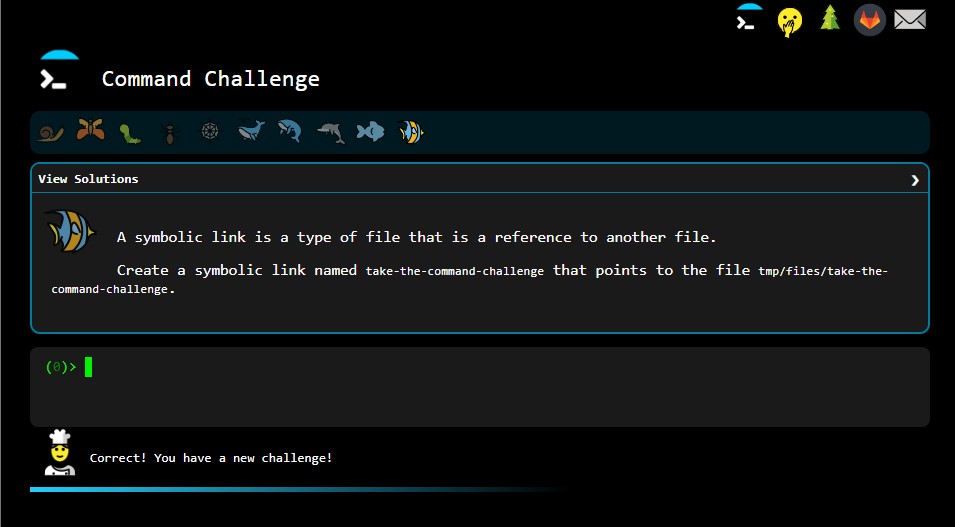 Command Challenge
View Solutions
A symbolic link is a type of file that is a reference to another file.
Create a symbolic link named take-the-command-challenge that points to the file tmp/files/take-the-
command-challenge.
(0)>
Correct! You have a new challenge!